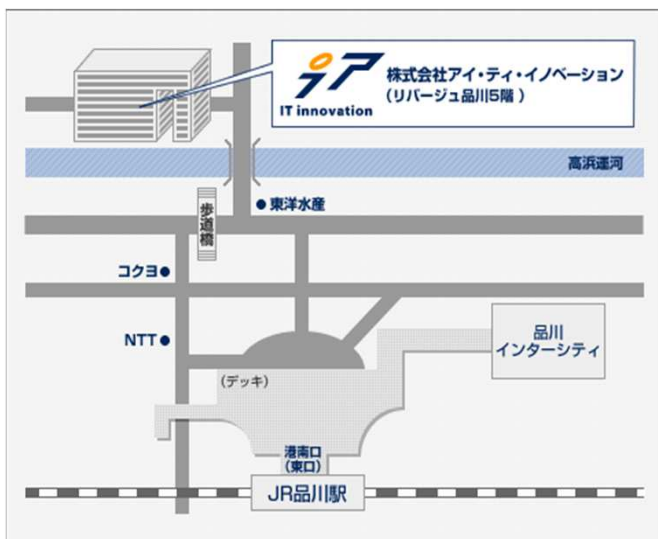 IT innovation
株式会社アイ・ティ・イノベーション
(リバージュ品川5階 )
高浜運河
歩道橋
東洋水産
コクヨ
NTT
品川
インターシティ
(デッキ)
港南口
(東口)
JR品川駅